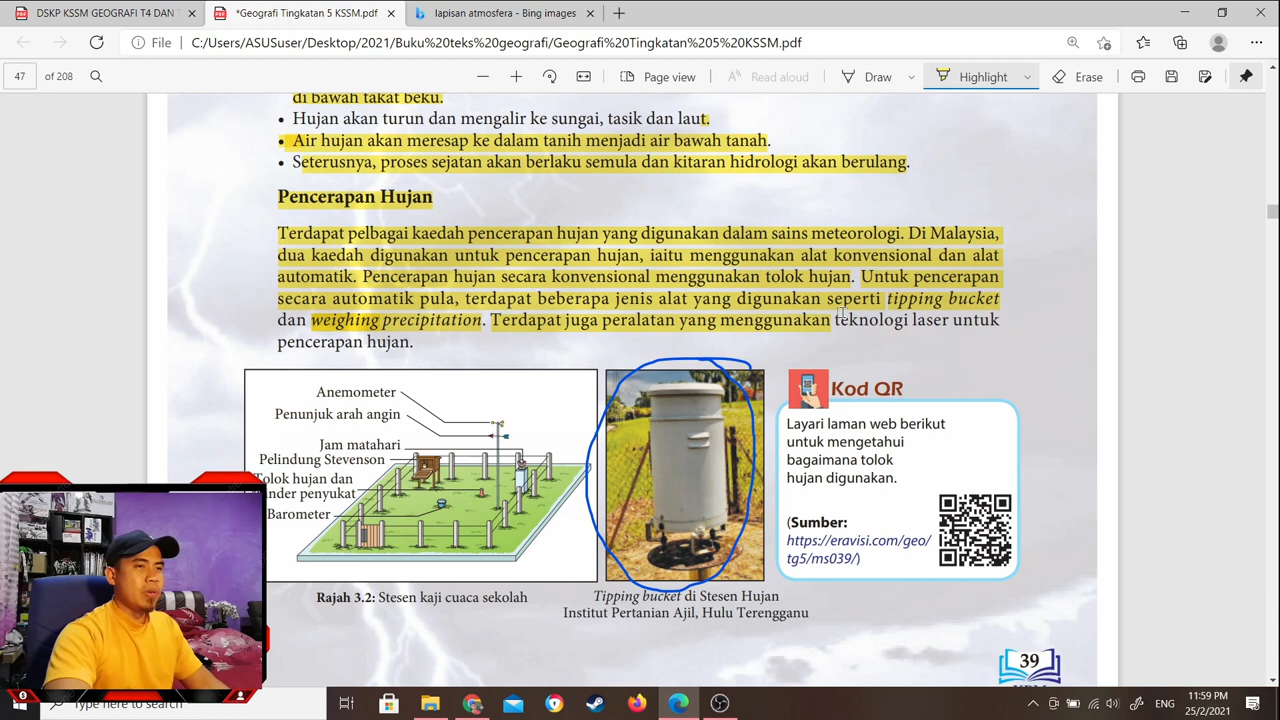 DSKP KSSM GEOGRAFI T4 DAN
*Geografi Tingkatan 5 KSSM.pdf
lapisan atmosfera - Bing images
File
C:/Users/ASUSuser/Desktop/2021/Buku%20teks%20geografi/Geografi%20Tingkatan%205%20KSSM.pdf
47 of 208
Page view
Read aloud
Draw
Highlight
Erase
di bawah takat beku.
• Hujan akan turun dan mengalir ke sungai, tasik dan laut.
• Air hujan akan meresap ke dalam tanih menjadi air bawah tanah.
• Seterusnya, proses sejatan akan berlaku semula dan kitaran hidrologi akan berulang.
Pencerapan Hujan
Terdapat pelbagai kaedah pencerapan hujan yang digunakan dalam sains meteorologi. Di Malaysia,
dua kaedah digunakan untuk pencerapan hujan, iaitu menggunakan alat konvensional dan alat
automatik. Pencerapan hujan secara konvensional menggunakan tolok hujan. Untuk pencerapan
secara automatik pula, terdapat beberapa jenis alat yang digunakan seperti tipping bucket
dan weighing precipitation. Terdapat juga peralatan yang menggunakan teknologi laser untuk
pencerapan hujan.
Anemometer
Penunjuk arah angin
Jam matahari
Pelindung Stevenson
Tolok hujan dan
penyukat
Barometer
Rajah 3.2: Stesen kaji cuaca sekolah
Tipping bucket di Stesen Hujan
Institut Pertanian Ajil, Hulu Terengganu
Kod QR
Layari laman web berikut
untuk mengetahui
bagaimana tolok
hujan digunakan.
(Sumber:
https://eravisi.com/geo/
tg5/ms039/)
39
Type here to search
ENG
11:59 PM
25/2/2021